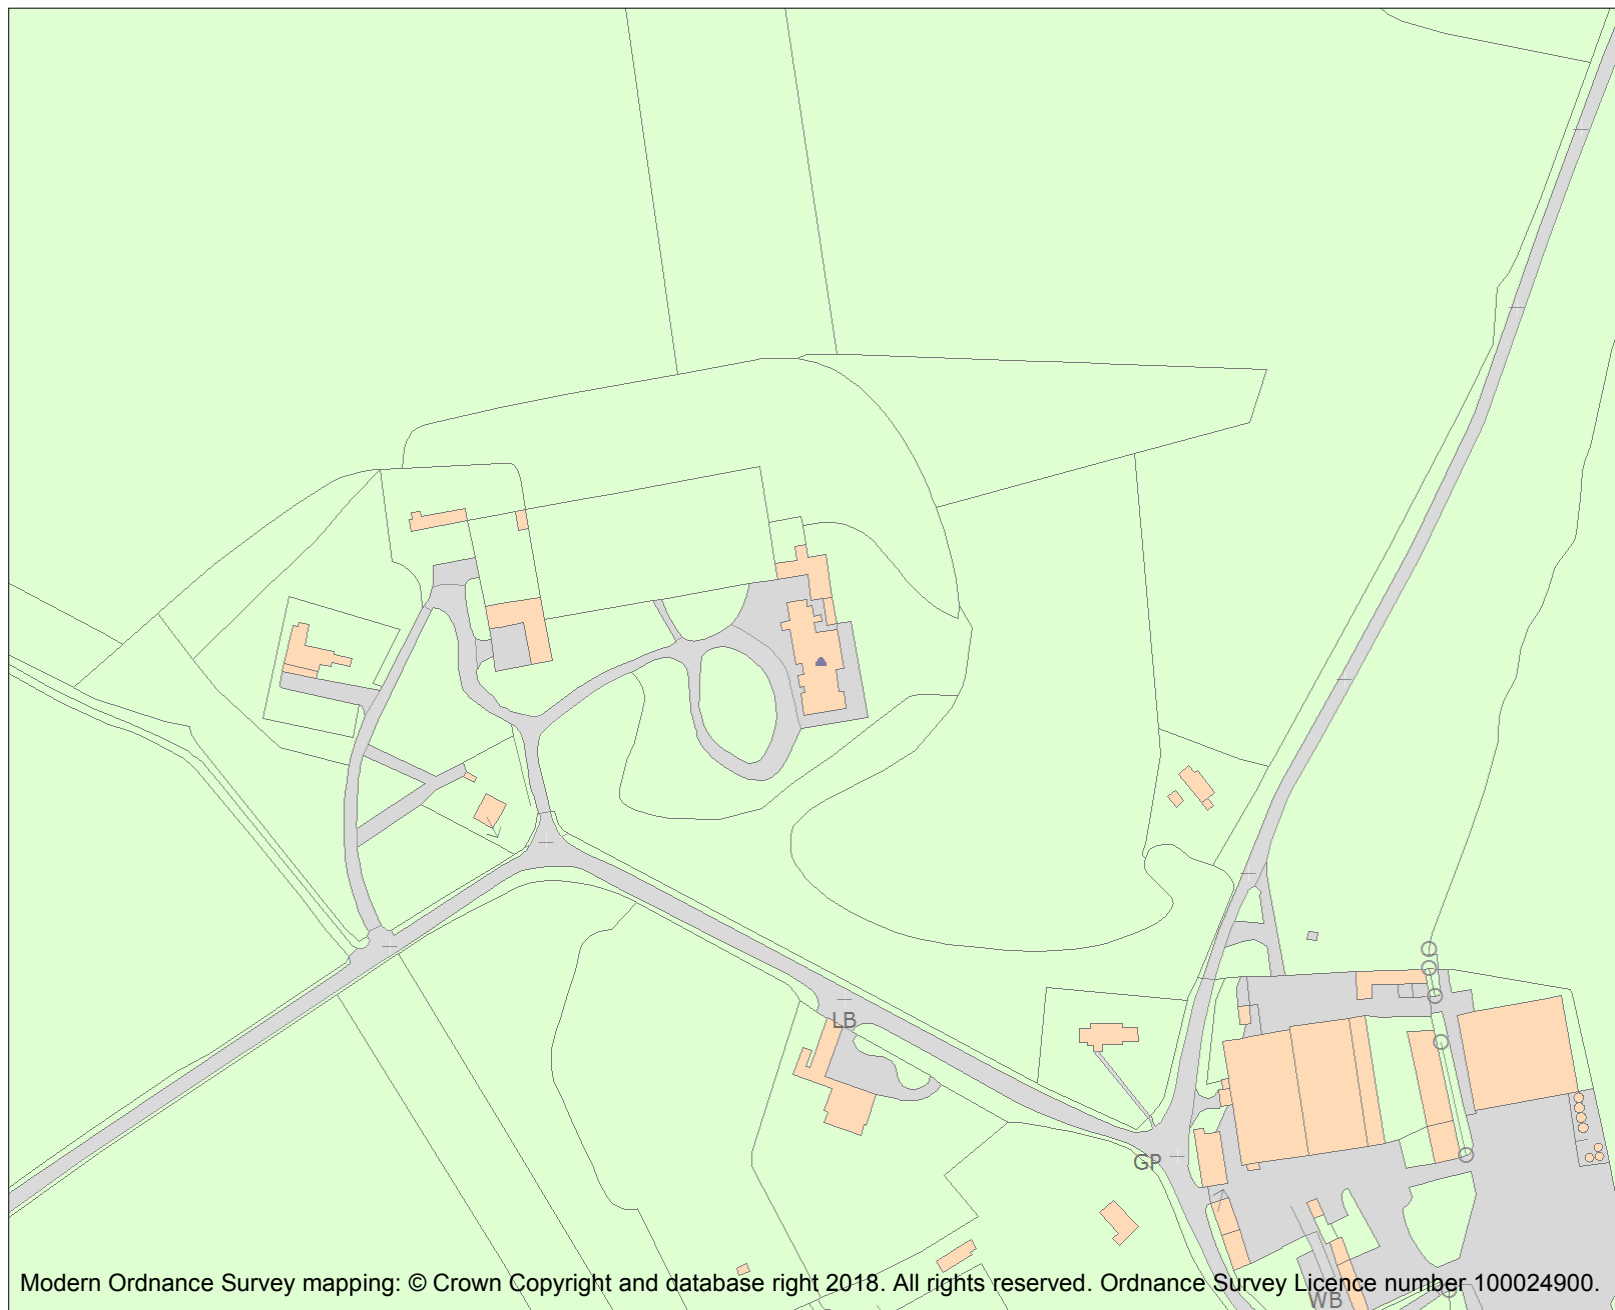 LB
GP
Modern Ordnance Survey mapping: © Crown Copyright and database right 2018. All rights reserved. Ordnance Survey Licence number 100024900.
WB